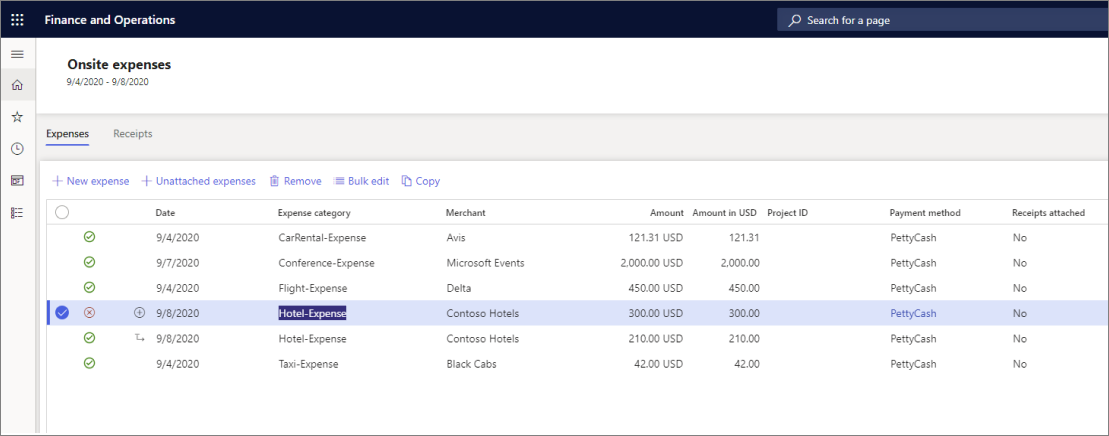 Finance and Operations Search for a page
Onsite expenses
9/4/2020 - 9/8/2020
Expenses Receipts
New expense Unattached expenses Remove Bulk edit Copy
Date Expense category Merchant Amount Amount in USD Project ID Payment method Receipts attached
9/4/2020 CarRental-Expense Avis 121.31 USD 121.31 PettyCash No
9/7/2020 Conference-Expense Microsoft Events 2,000.00 USD 2,000.00 PettyCash No
9/4/2020 Flight-Expense Delta 450.00 USD 450.00 PettyCash No
9/8/2020 Hotel-Expense Contoso Hotels 300.00 USD 300.00 PettyCash No
9/8/2020 Hotel-Expense Contoso Hotels 210.00 USD 210.00 PettyCash No
9/4/2020 Taxi-Expense Black Cabs 42.00 USD 42.00 PettyCash No